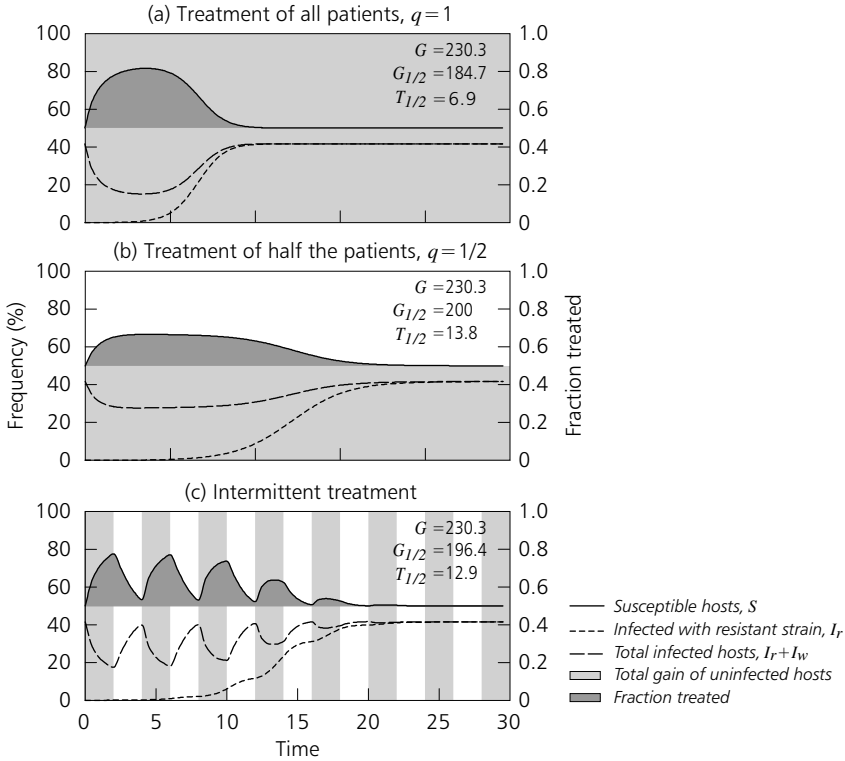 (a) Treatment of all patients, q=1
100
80
60
40
20
0
1.0
0.8
0.6
0.4
0.2
0
G =230.3
G1/2 =184.7
T1/2 =6.9
(b) Treatment of half the patients, q=1/2
100
80
60
40
20
0
1.0
0.8
0.6
0.4
0.2
0
G =230.3
G1/2 =200
T1/2 =13.8
Frequency (%)
Fraction treated
(c) Intermittent treatment
100
80
60
40
20
0
1.0
0.8
0.6
0.4
0.2
0
G =230.3
G1/2 =196.4
T1/2 =12.9
0 5 10 15 20 25 30
Time
Susceptible hosts, S
Infected with resistant strain, Ir
Total infected hosts, Ir+Iw
Total gain of uninfected hosts
Fraction treated